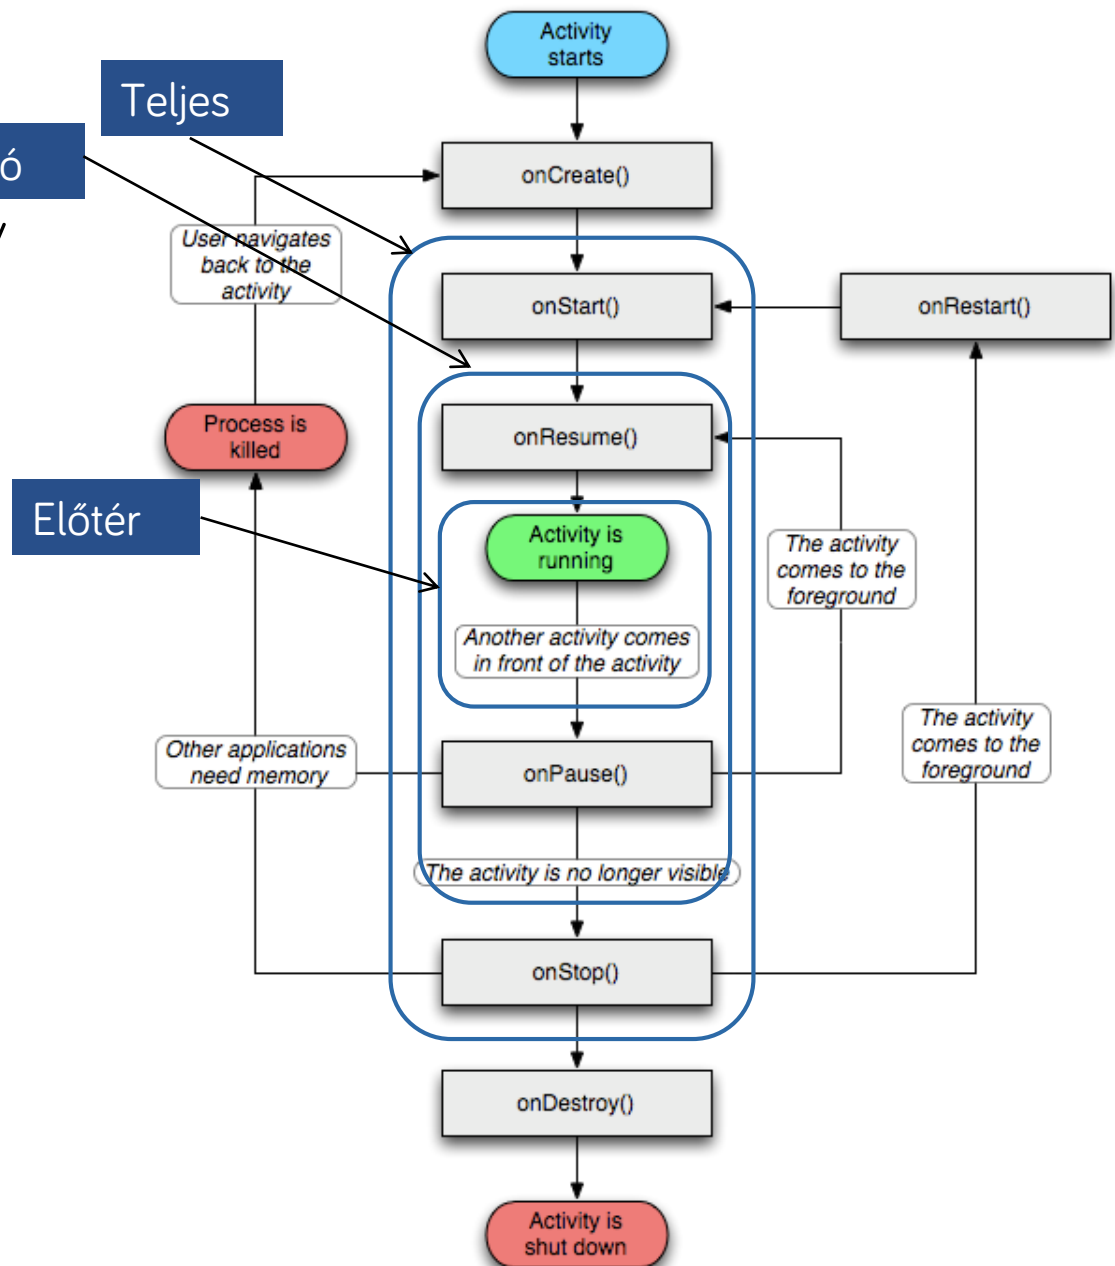 Activity
starts
Teljes
ó
onCreate()
User navigates
back to the
activity
onStart()
onRestart()
Process is
killed
onResume()
Előtér
Activity is
running
The activity
comes to the
foreground
Another activity comes
in front of the activity
Other applications
need memory
onPause()
The activity
comes to the
foreground
The activity is no longer visible
onStop()
onDestroy()
Activity is
shut down